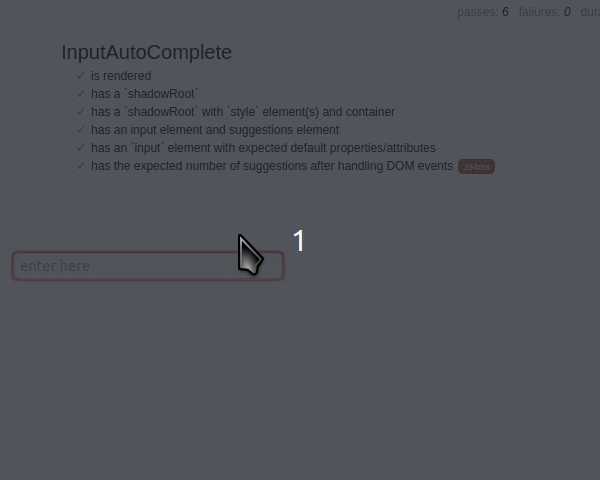 passes: 6 failures: 0 dura
InputAutoComplete
✓ is rendered
✓ has a `shadowRoot`
✓ has a `shadowRoot` with `style` element(s) and container
✓ has an input element and suggestions element
✓ has an `input` element with expected default properties/attributes
✓ has the expected number of suggestions after handling DOM events 394ms
1
enter here